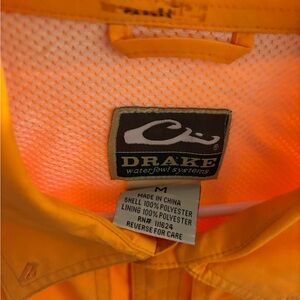 DRAKE
waterfowl systems
M
MADE IN CHINA
SHELL 100% POLYESTER
LINING 100% POLYESTER
RN# 111624
REVERSE FOR CARE